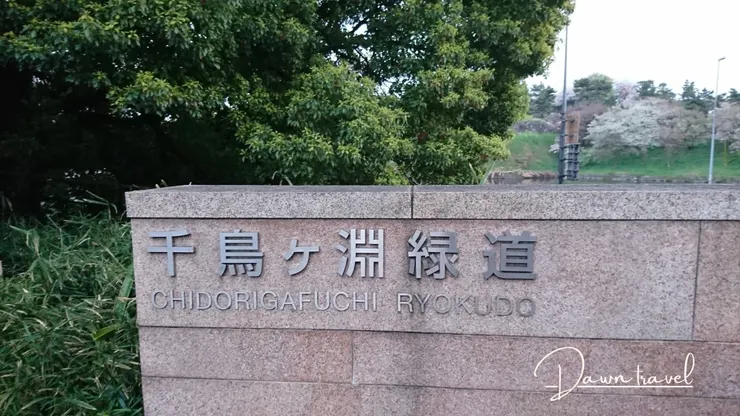 千鳥ヶ淵緑道
CHIDORIGAFUCHI RYOKUDO
Dawn travel